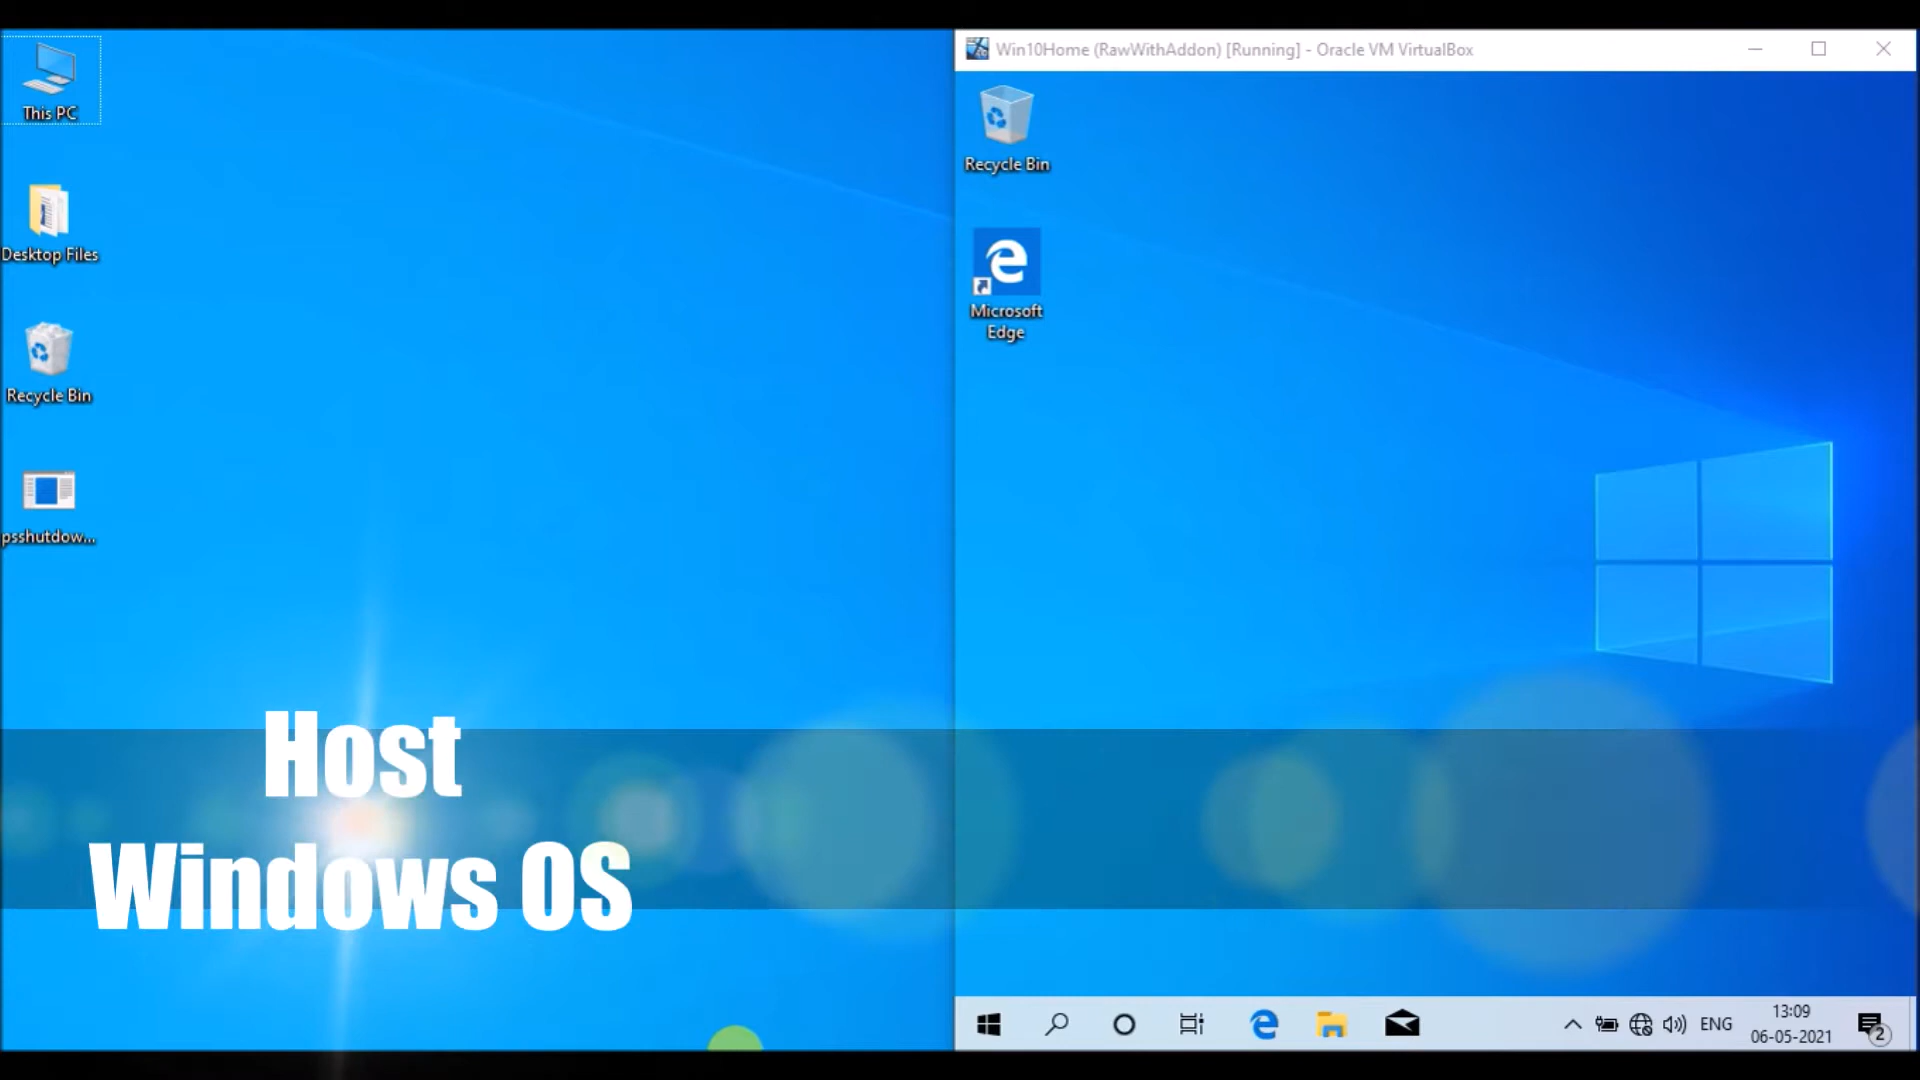 This PC
Desktop Files
Recycle Bin
psshutdow...
Host
Windows OS
Win10Home (RawWithAddon) [Running] - Oracle VM VirtualBox
Recycle Bin
Microsoft
Edge
ENG
13:09
06-05-2021
2